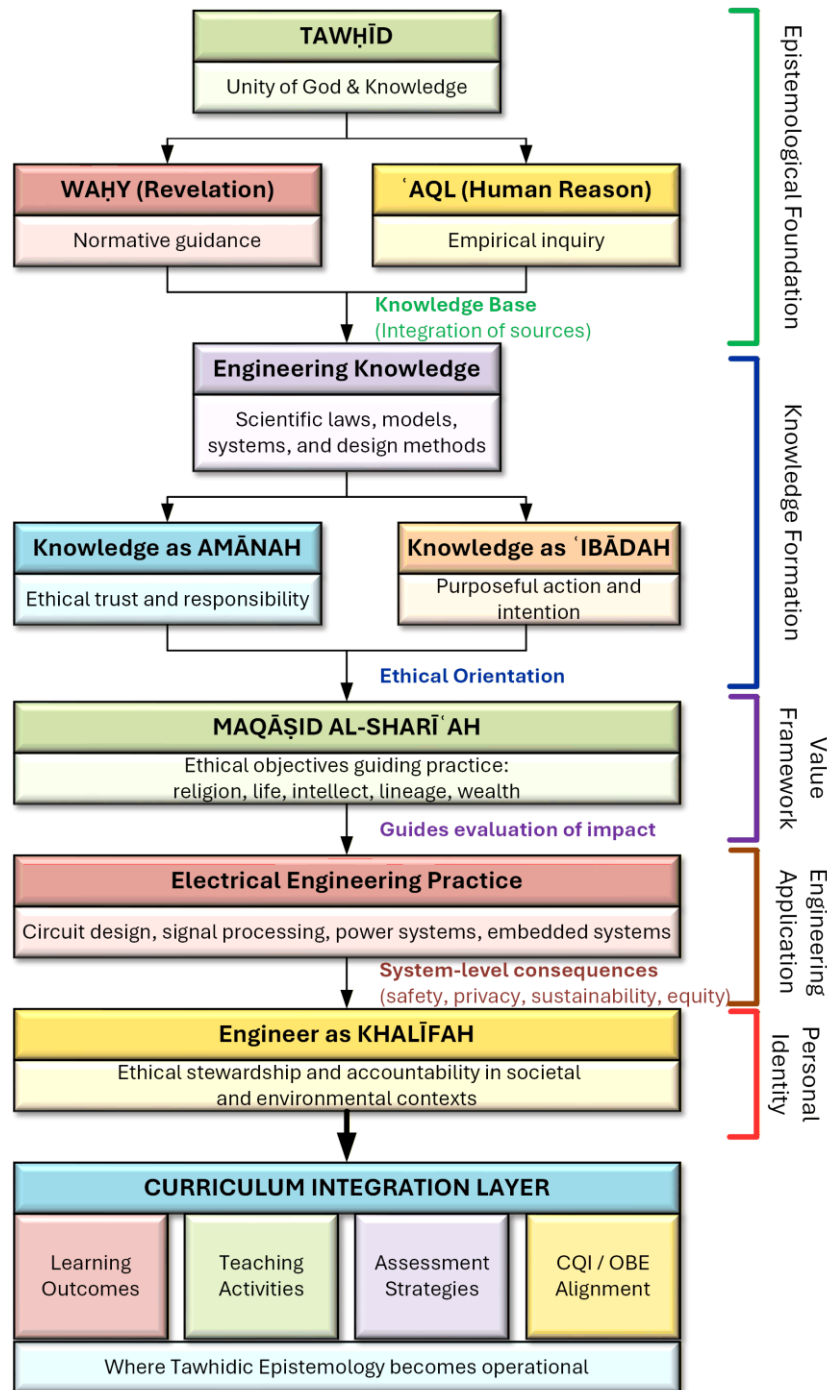 TAWḤĪD
Unity of God & Knowledge
WAḤY (Revelation)
Normative guidance
ʿAQL (Human Reason)
Empirical inquiry
Knowledge Base
(Integration of sources)
Epistemological Foundation
Engineering Knowledge
Scientific laws, models,
systems, and design methods
Knowledge as AMĀNAH
Ethical trust and responsibility
Knowledge as ʿIBĀDAH
Purposeful action and
intention
Ethical Orientation
Knowledge Formation
MAQĀṢID AL-SHARĪʿAH
Ethical objectives guiding practice:
religion, life, intellect, lineage, wealth
Guides evaluation of impact
Value
Framework
Electrical Engineering Practice
Circuit design, signal processing, power systems, embedded systems
System-level consequences
(safety, privacy, sustainability, equity)
Engineering
Application
Engineer as KHALĪFAH
Ethical stewardship and accountability in societal
and environmental contexts
Personal
Identity
CURRICULUM INTEGRATION LAYER
Learning
Outcomes
Teaching
Activities
Assessment
Strategies
CQI / OBE
Alignment
Where Tawhidic Epistemology becomes operational